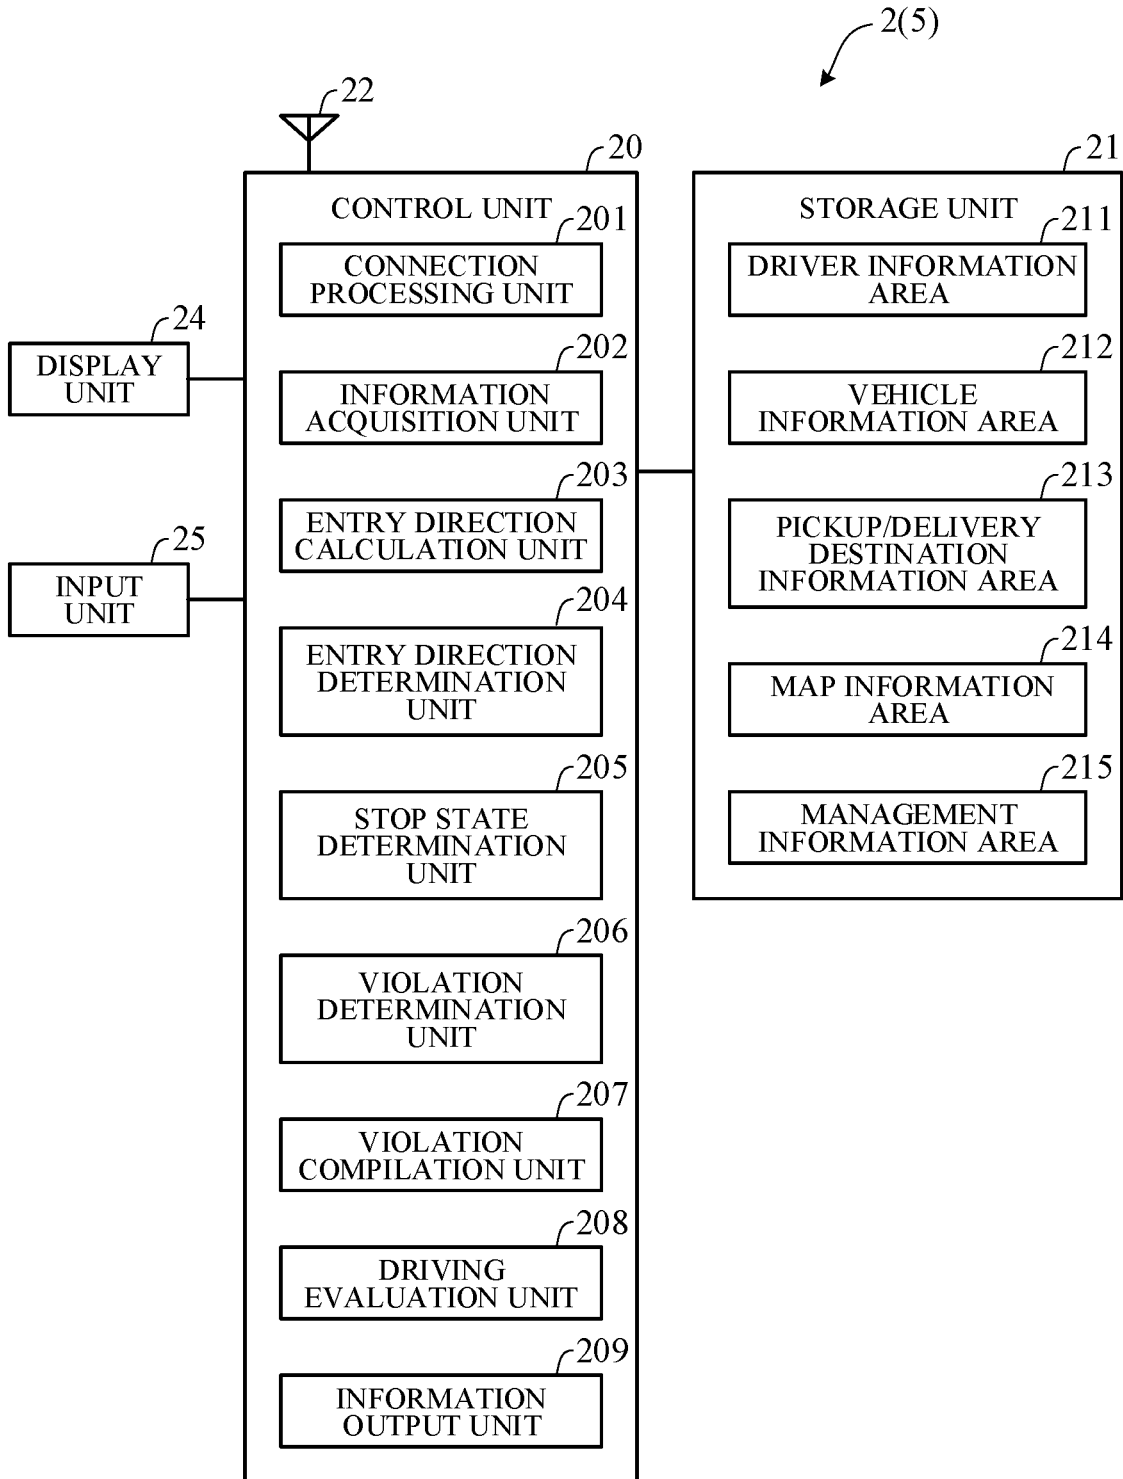 2(5)
22
20
CONTROL UNIT
201
CONNECTION
PROCESSING UNIT
202
INFORMATION
ACQUISITION UNIT
203
ENTRY DIRECTION
CALCULATION UNIT
204
ENTRY DIRECTION
DETERMINATION
UNIT
205
STOP STATE
DETERMINATION
UNIT
206
VIOLATION
DETERMINATION
UNIT
207
VIOLATION
COMPILATION UNIT
208
DRIVING
EVALUATION UNIT
209
INFORMATION
OUTPUT UNIT
24
DISPLAY
UNIT
25
INPUT
UNIT
21
STORAGE UNIT
211
DRIVER INFORMATION
AREA
212
VEHICLE
INFORMATION AREA
213
PICKUP/DELIVERY
DESTINATION
INFORMATION AREA
214
MAP INFORMATION
AREA
215
MANAGEMENT
INFORMATION AREA